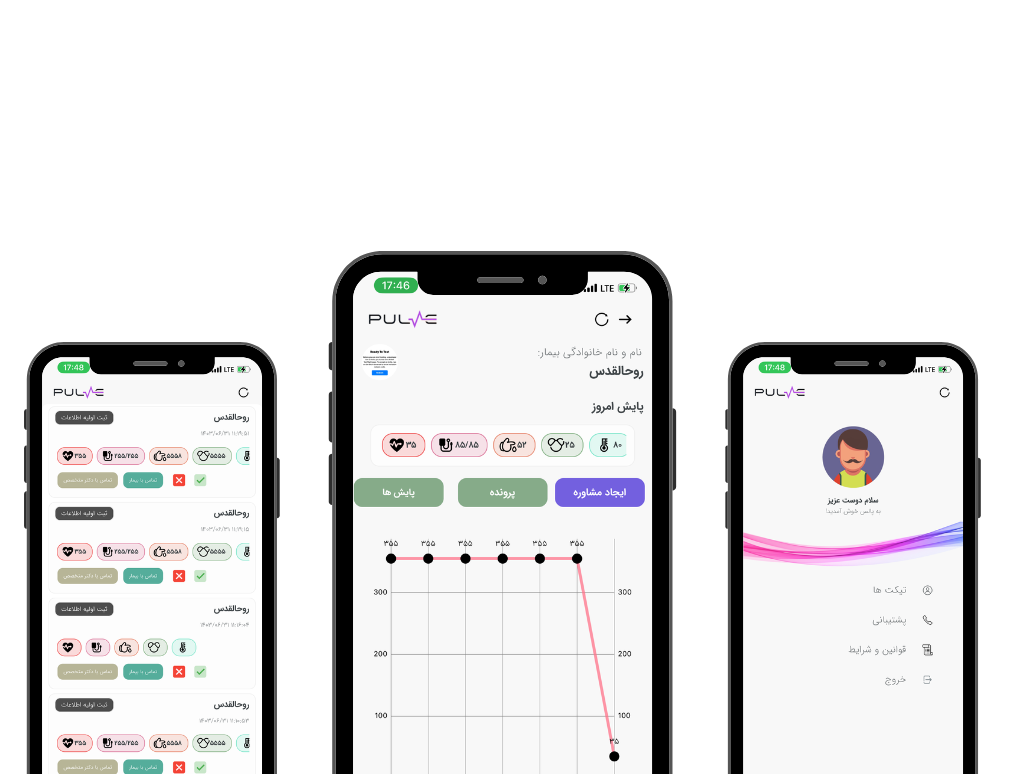 17:48
LTE
PULSE
روحالقدس
ثبت اولیه اطلاعات
۱۴۰۳/۰۶/۳۱ ۱۱:۱۹:۵۱
۳۵۵
۲۵۵/۲۵۵
۵۵۵۸
۵۵۵۵
تماس با دکتر متخصص
تماس با بیمار
روحالقدس
ثبت اولیه اطلاعات
۱۴۰۳/۰۶/۳۱ ۱۱:۱۹:۱۵
۳۵۵
۲۵۵/۲۵۵
۵۵۵۸
۵۵۵۵
تماس با دکتر متخصص
تماس با بیمار
روحالقدس
ثبت اولیه اطلاعات
۱۴۰۳/۰۶/۳۱ ۱۱:۱۶:۰۴
تماس با دکتر متخصص
تماس با بیمار
روحالقدس
ثبت اولیه اطلاعات
۱۴۰۳/۰۶/۳۱ ۱۱:۱۰:۵۳
۳۵۵
۲۵۵/۲۵۵
۵۵۵۸
۵۵۵۵
تماس با دکتر متخصص
تماس با بیمار
17:46
LTE
PULSE
نام و نام خانوادگی بیمار:
روحالقدس
پایش امروز
۳۵
۸۵/۸۵
۵۲
۲۵
۸۰
پایش ها
پرونده
ایجاد مشاوره
۳۵۵ ۳۵۵ ۳۵۵ ۳۵۵ ۳۵۵ ۳۵۵
300 300
200 200
100 100
۳۵
17:48
LTE
PULSE
سلام دوست عزیز
به پالس خوش آمدید!
تیکت ها
پشتیبانی
قوانین و شرایط
خروج